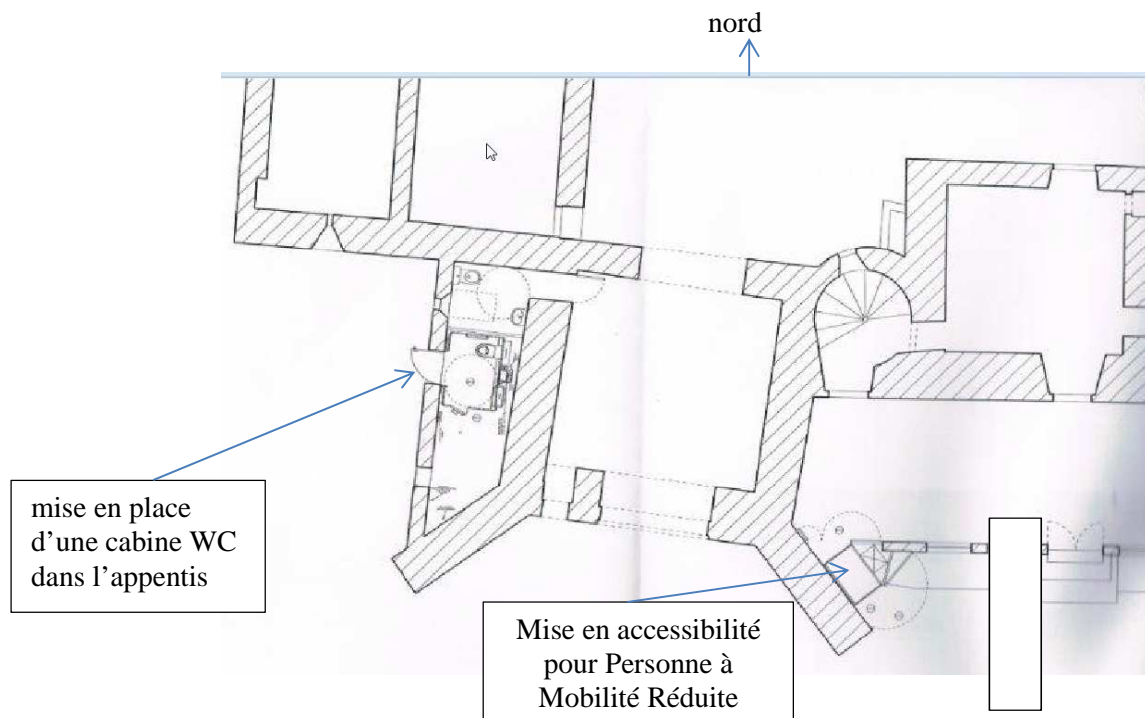 nord
mise en place
d’une cabine WC
dans l’appentis
Mise en accessibilité
pour Personne à
Mobilité Réduite